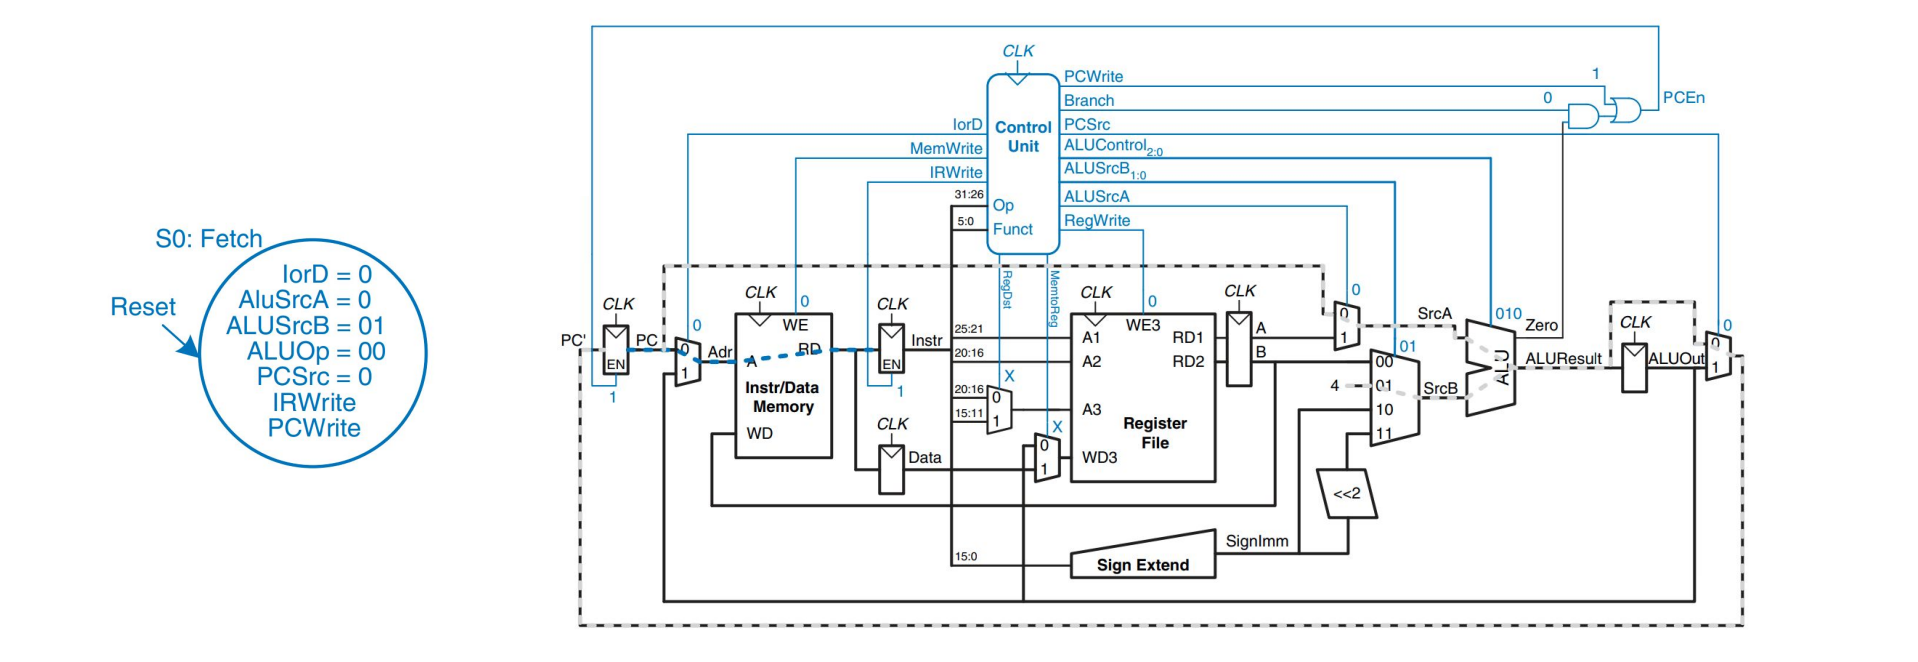 S0: Fetch
Reset
IorD = 0
AluSrcA = 0
ALUSrcB = 01
ALUOp = 00
PCSrc = 0
IRWrite
PCWrite
CLK
Control
Unit
IorD
MemWrite
IRWrite
31:26
Op
5:0
Funct
PCWrite
1
Branch
0
PCEn
PCSrc
ALUControl2:0
ALUSrcB1:0
ALUSrcA
RegWrite
RegDst
MemtoReg
PC'
CLK
EN
1
PC
0
0
1
Adr
CLK
0
WE
A
RD
Instr/Data
Memory
WD
CLK
EN
1
Instr
CLK
Data
25:21
20:16
20:16
15:11
15:0
X
0
1
X
0
1
CLK
0
WE3
A1
RD1
A2
RD2
A3
Register
File
WD3
CLK
A
B
0
0
1
SrcA
01
00
4
01
10
11
SrcB
<<2
Sign Extend
SignImm
010
ALU
Zero
ALUResult
CLK
ALUOut
0
0
1